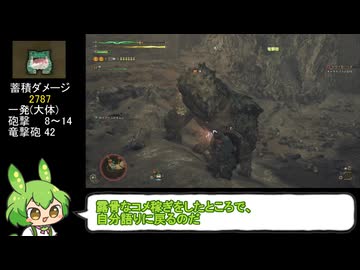 蓄積ダメージ
2787
一発(大体)
砲撃　8～14
竜撃砲 42
露骨なコメ稼ぎをしたところで、
自分語りに戻るのだ